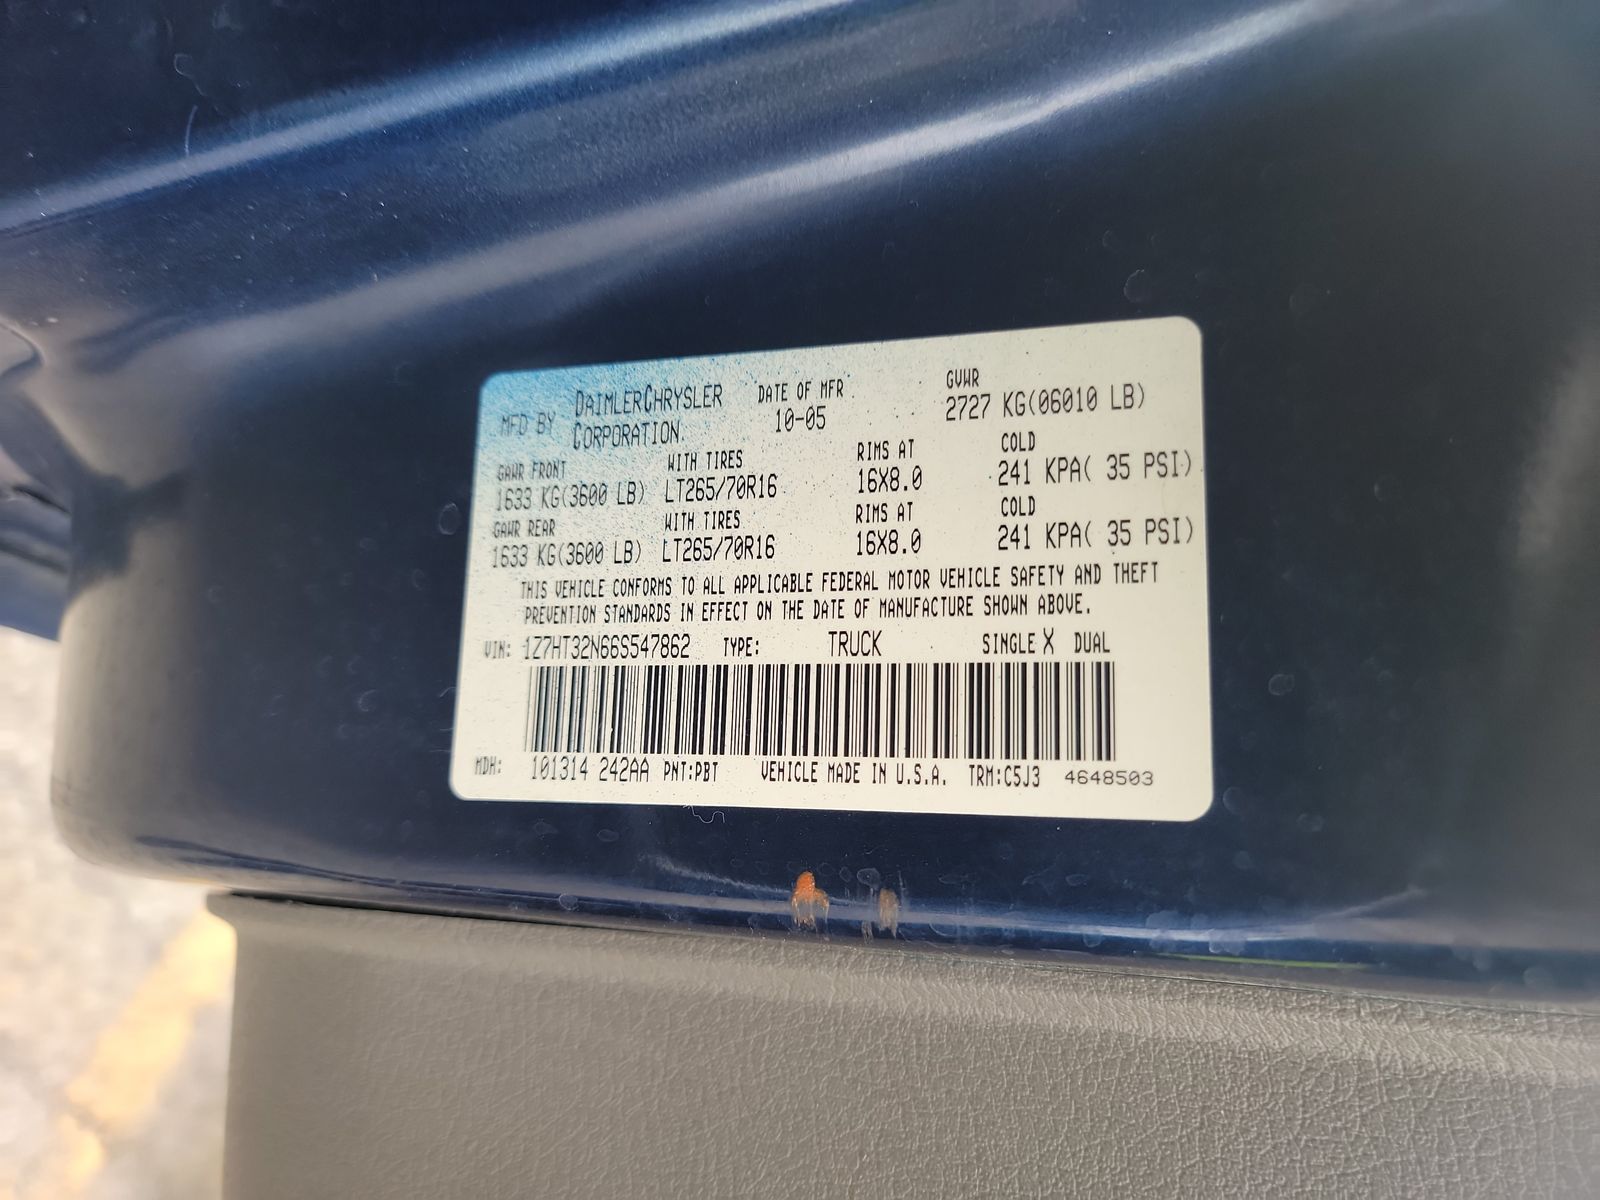 MFD BY DAIMLERCHRYSLER CORPORATION DATE OF MFR 10-05 GVWR 2727 KG(06010 LB)
GAWR FRONT WITH TIRES RIMS AT COLD
1633 KG(3600 LB) LT265/70R16 16X8.0 241 KPA( 35 PSI)
GAWR REAR WITH TIRES RIMS AT COLD
1633 KG(3600 LB) LT265/70R16 16X8.0 241 KPA( 35 PSI)
THIS VEHICLE CONFORMS TO ALL APPLICABLE FEDERAL MOTOR VEHICLE SAFETY AND THEFT
PREVENTION STANDARDS IN EFFECT ON THE DATE OF MANUFACTURE SHOWN ABOVE.
VIN: 1Z7HT32N66S547862 TYPE: TRUCK SINGLE X DUAL
MDH: 101314 242AA PNT:PBT VEHICLE MADE IN U.S.A. TRM:C5J3 4648503